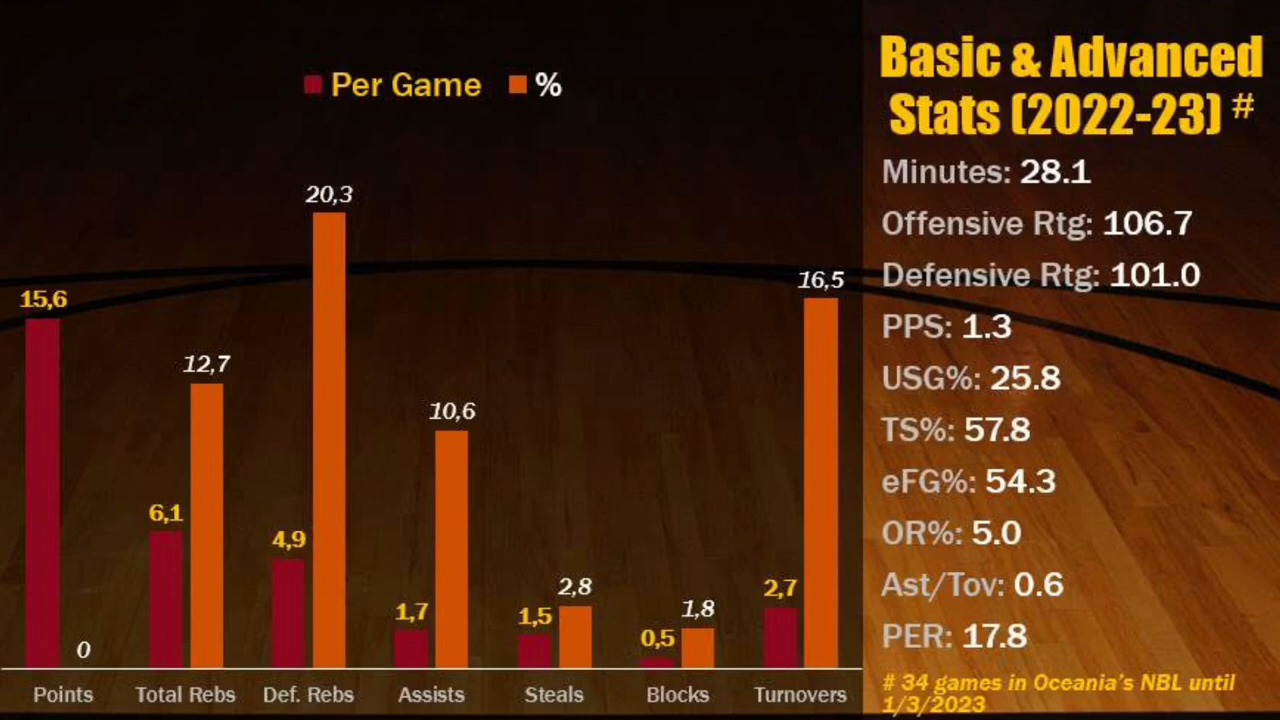 Per Game %
15,6
0
6,1
12,7
4,9
20,3
1,7
10,6
1,5
2,8
0,5
1,8
2,7
16,5
Points Total Rebs Def. Rebs Assists Steals Blocks Turnovers
Basic & Advanced
Stats (2022-23) #
Minutes: 28.1
Offensive Rtg: 106.7
Defensive Rtg: 101.0
PPS: 1.3
USG%: 25.8
TS%: 57.8
eFG%: 54.3
OR%: 5.0
Ast/Tov: 0.6
PER: 17.8
# 34 games in Oceania's NBL until
1/3/2023